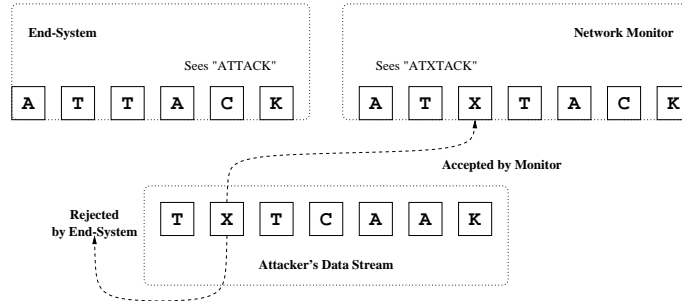 End-System
Network Monitor
Sees "ATTACK"
Sees "ATXTACK"
A T T A C K
A T X T A C K
Accepted by Monitor
Rejected
by End-System
T X T C A A K
Attacker's Data Stream